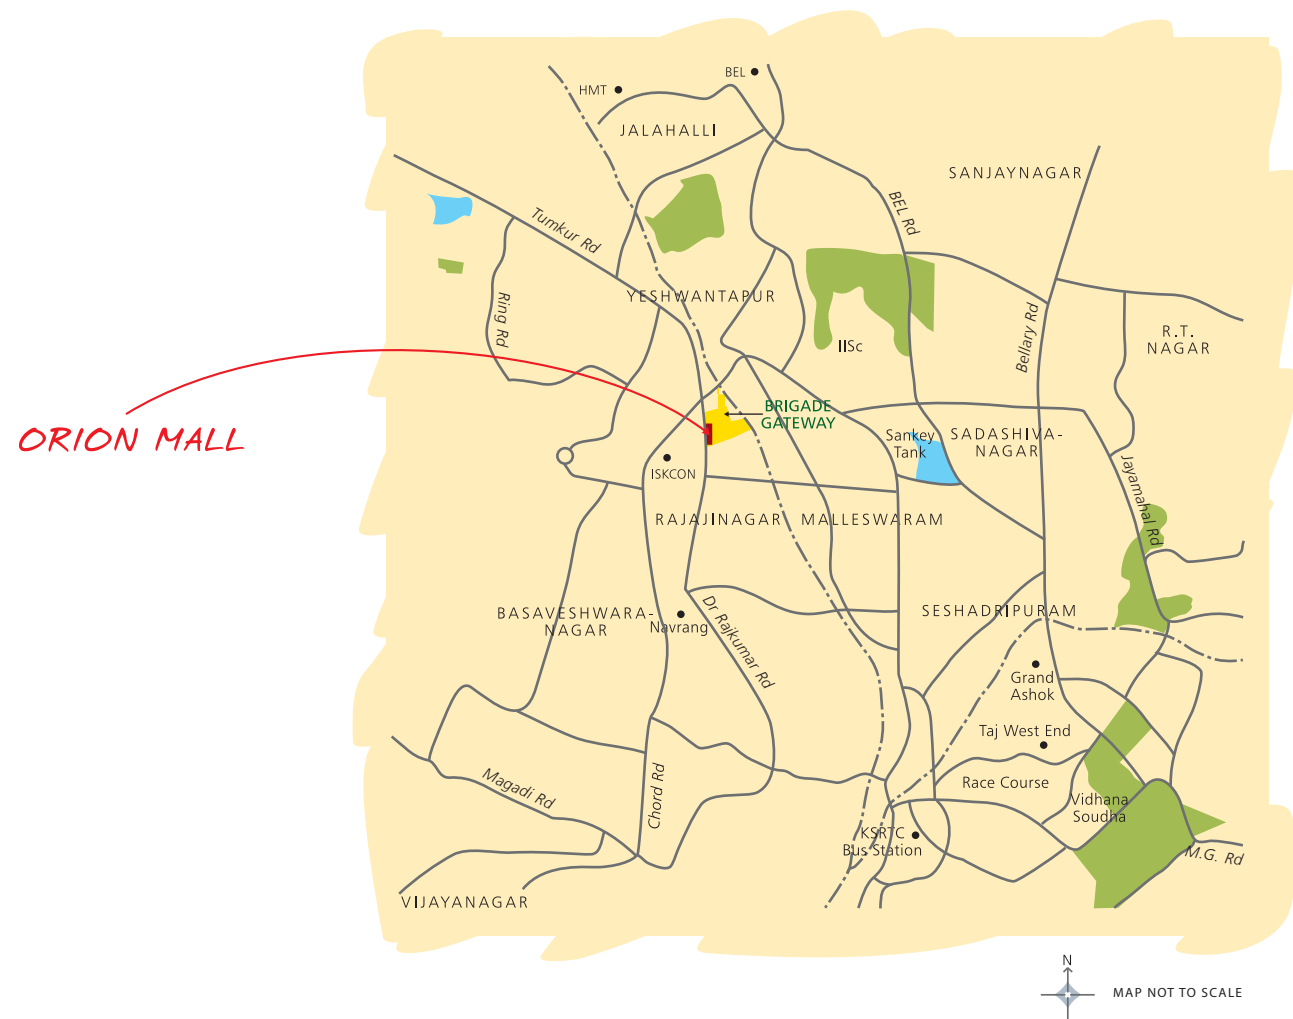 BEL
HMT
JALAHALLI
SANJAYNAGAR
BEL Rd
Tumkur Rd
YESHWANTAPUR
Ring Rd
Bellary Rd
R.T.
NAGAR
IISc
BRIGADE
GATEWAY
ORION MALL
Sankey
Tank
SADASHIVA-
NAGAR
ISKCON
Jayamahal Rd
RAJAJINAGAR
MALLESWARAM
BASAVESHWARA-
NAGAR
Navrang
Dr Rajkumar Rd
SESHADRIPURAM
Grand
Ashok
Taj West End
Race Course
Magadi Rd
Chord Rd
Vidhana
Soudha
KSRTC
Bus Station
M.G. Rd
VIJAYANAGAR
N
MAP NOT TO SCALE